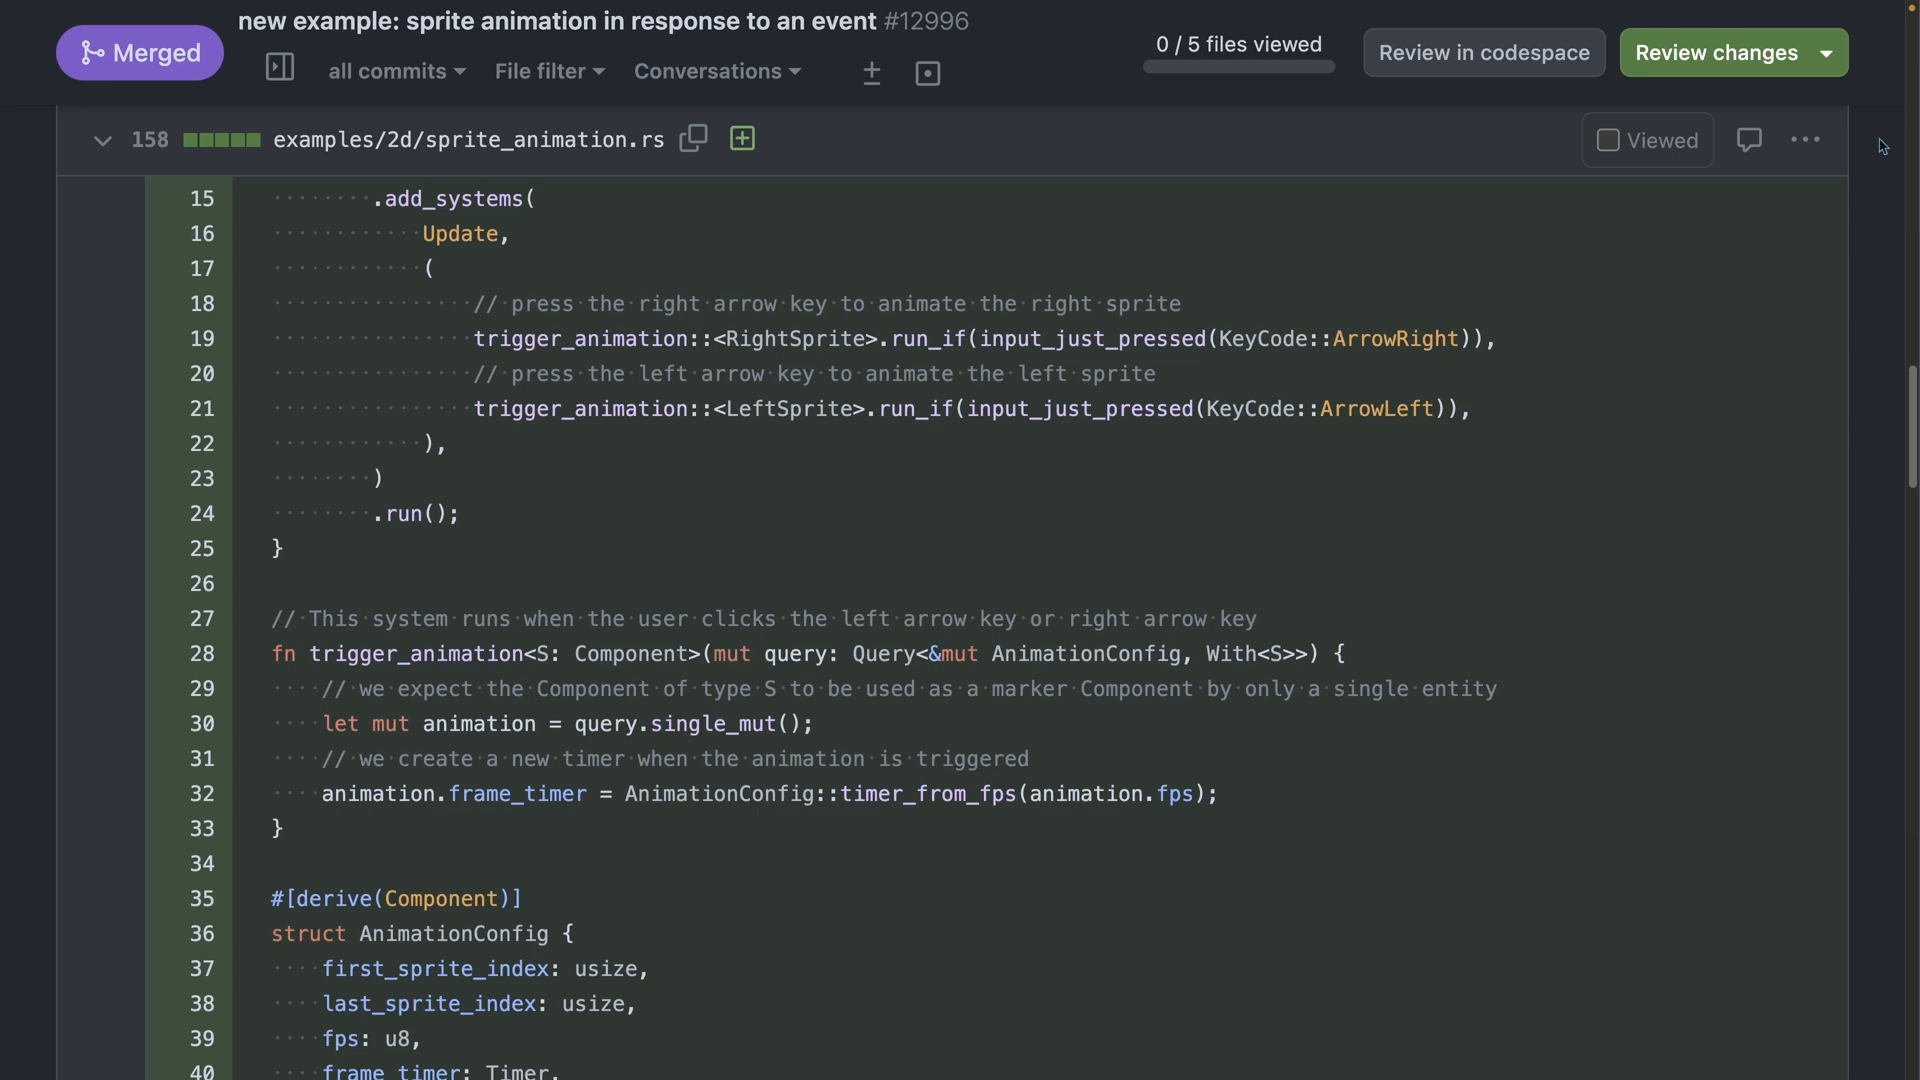 new example: sprite animation in response to an event #12996
Merged
all commits
File filter
Conversations
0 / 5 files viewed
Review in codespace
Review changes
158 examples/2d/sprite_animation.rs
Viewed
15 .add_systems(
16 Update,
17 (
18 // press the right arrow key to animate the right sprite
19 trigger_animation::<RightSprite>.run_if(input_just_pressed(KeyCode::ArrowRight)),
20 // press the left arrow key to animate the left sprite
21 trigger_animation::<LeftSprite>.run_if(input_just_pressed(KeyCode::ArrowLeft)),
22 ),
23 )
24 .run();
25 }
26
27 // This system runs when the user clicks the left arrow key or right arrow key
28 fn trigger_animation<S: Component>(mut query: Query<&mut AnimationConfig, With<S>>) {
29 // we expect the Component of type S to be used as a marker Component by only a single entity
30 let mut animation = query.single_mut();
31 // we create a new timer when the animation is triggered
32 animation.frame_timer = AnimationConfig::timer_from_fps(animation.fps);
33 }
34
35 #[derive(Component)]
36 struct AnimationConfig {
37 first_sprite_index: usize,
38 last_sprite_index: usize,
39 fps: u8,
40 frame_timer: Timer,